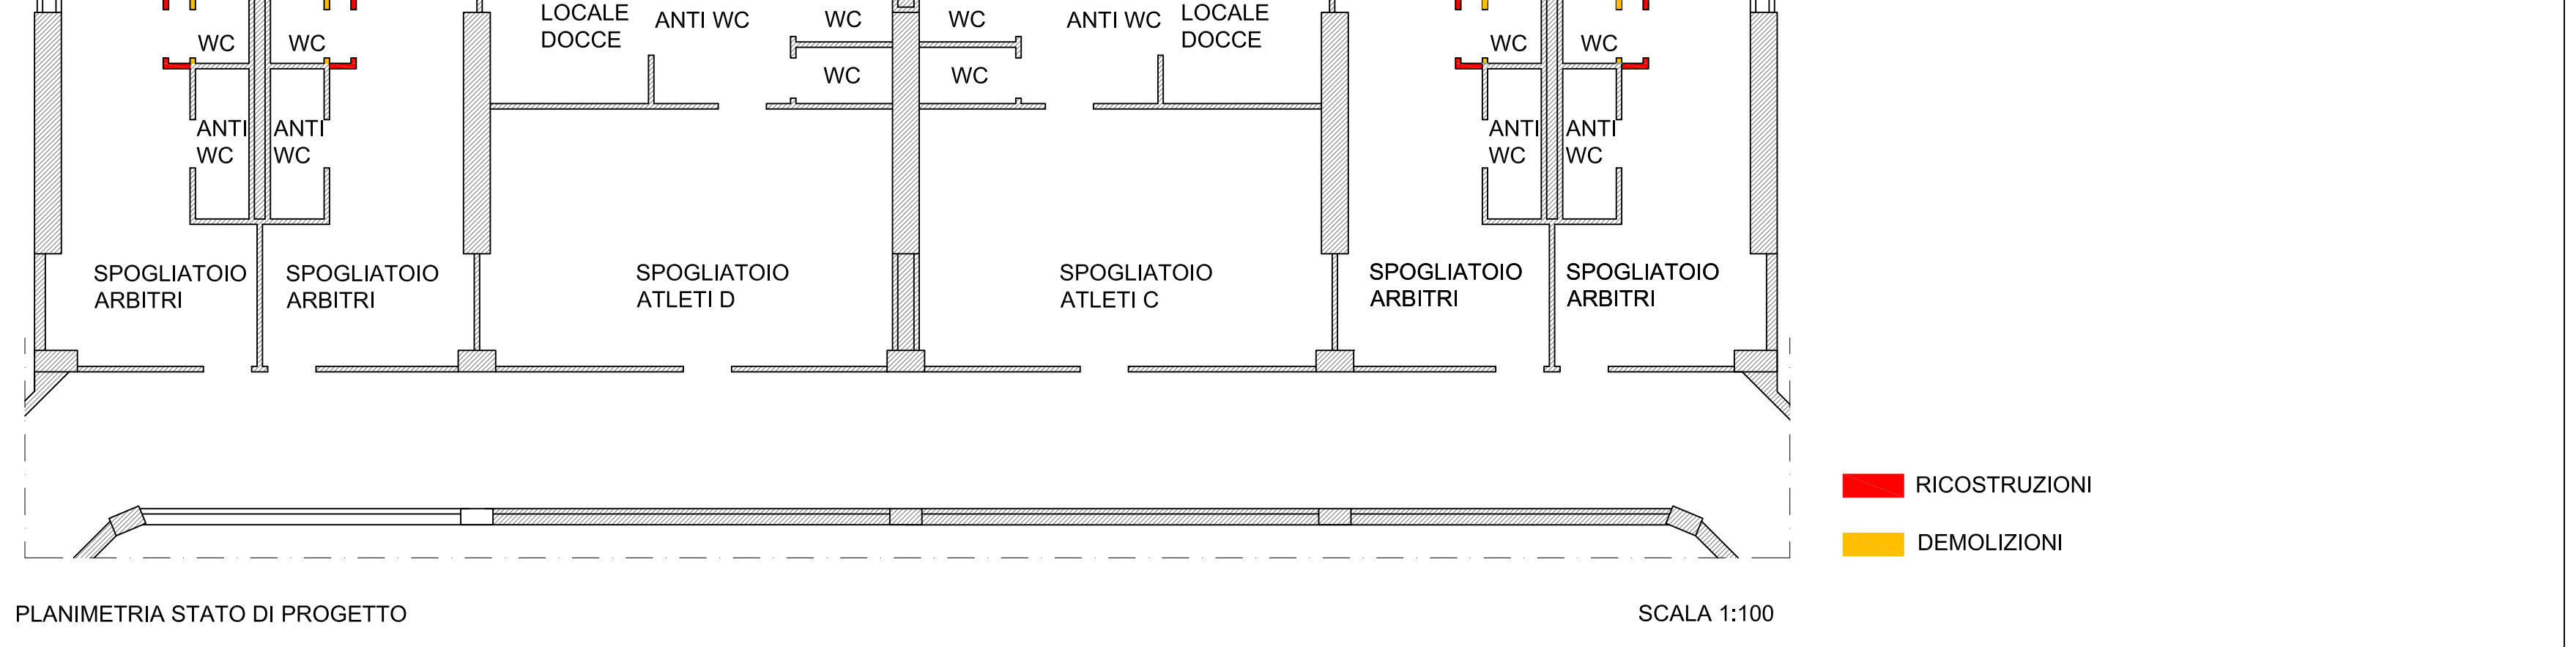 LOCALE
DOCCE
ANTI WC
WC
WC
ANTI WC
LOCALE
DOCCE
WC
WC
WC
WC
WC
WC
ANTI
WC
ANTI
WC
ANTI
WC
ANTI
WC
SPOGLIATOIO
ARBITRI
SPOGLIATOIO
ARBITRI
SPOGLIATOIO
ATLETI D
SPOGLIATOIO
ATLETI C
SPOGLIATOIO
ARBITRI
SPOGLIATOIO
ARBITRI
RICOSTRUZIONI
DEMOLIZIONI
PLANIMETRIA STATO DI PROGETTO
SCALA 1:100